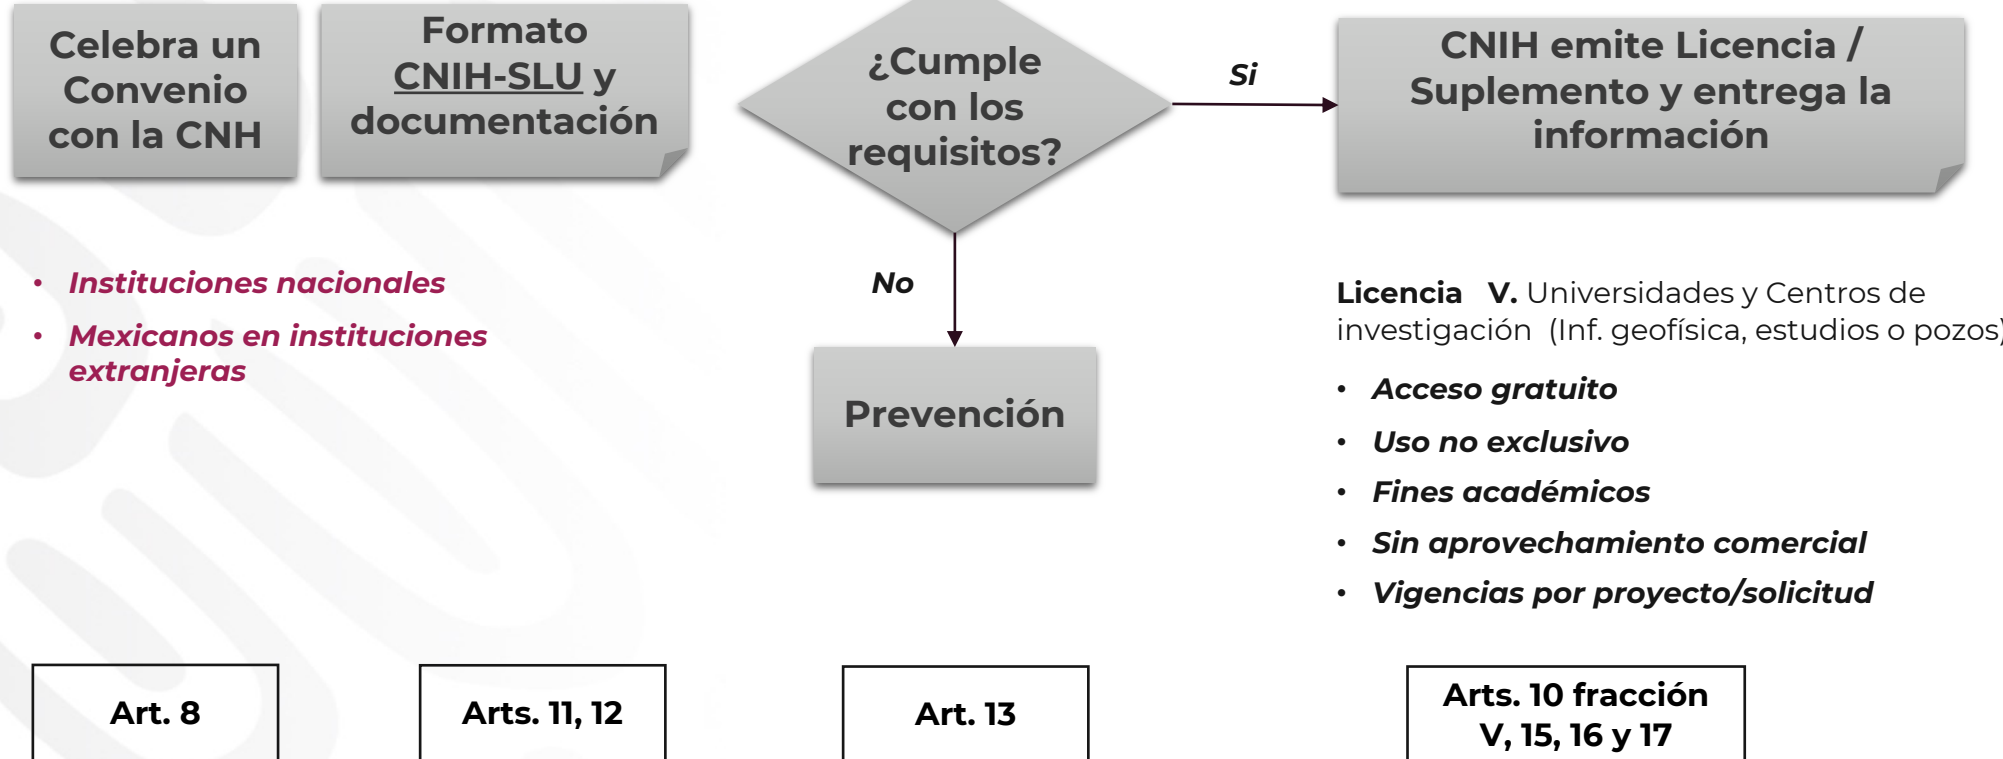 Celebra un
Convenio
con la CNH
Formato
CNIH-SLU y
documentación
¿Cumple
con los
requisitos?
Si
CNIH emite Licencia /
Suplemento y entrega la
información
• Instituciones nacionales
• Mexicanos en instituciones
extranjeras
No
Prevención
Licencia V. Universidades y Centros de
investigación (Inf. geofísica, estudios o pozos)
• Acceso gratuito
• Uso no exclusivo
• Fines académicos
• Sin aprovechamiento comercial
• Vigencias por proyecto/solicitud
Art. 8
Arts. 11, 12
Art. 13
Arts. 10 fracción
V, 15, 16 y 17